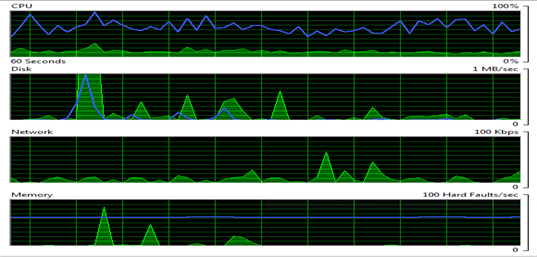 CPU 100%
60 Seconds 0%
Disk 1 MB/sec
0
Network 100 Kbps
0
Memory 100 Hard Faults/sec
0